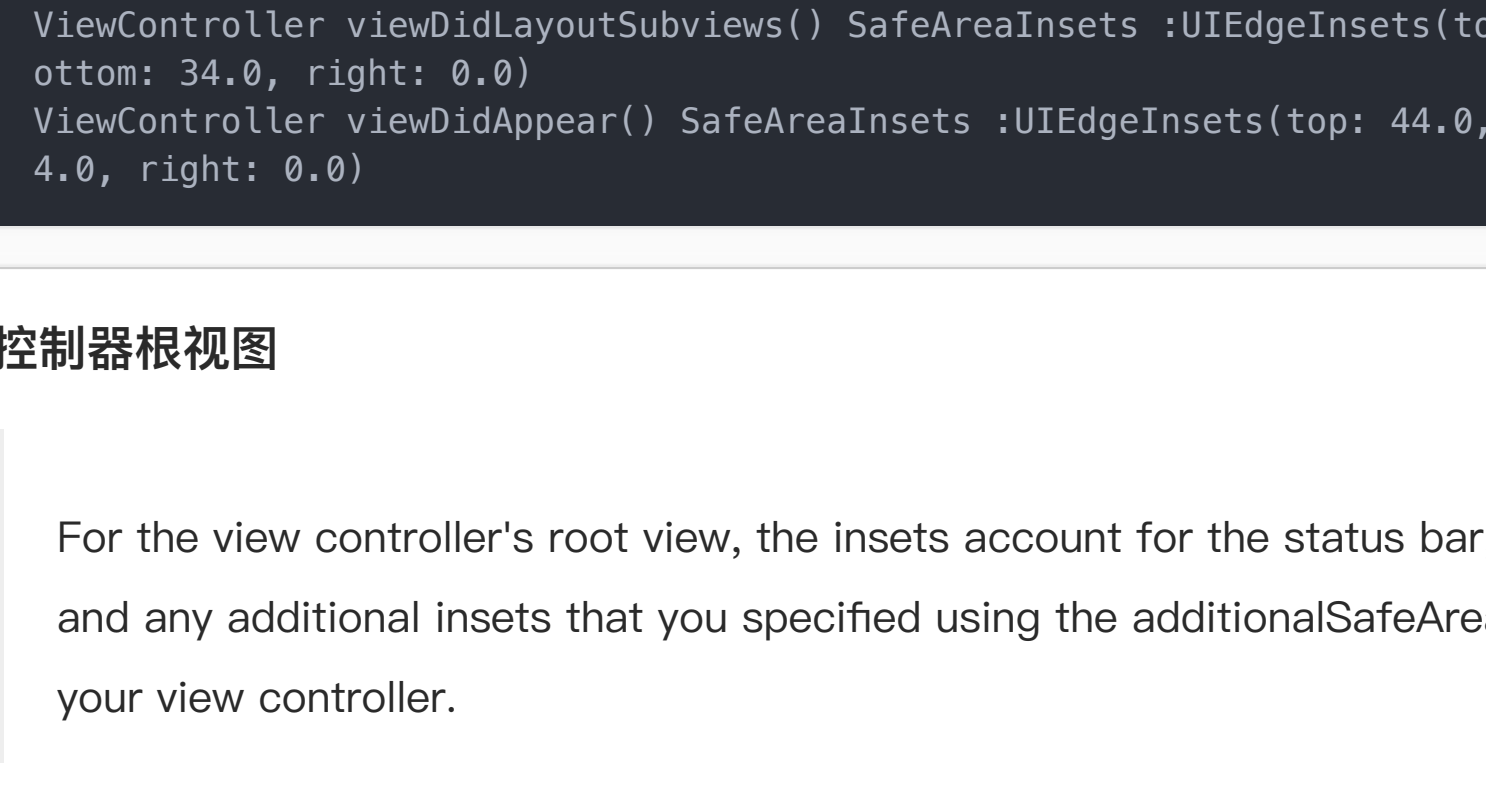 ViewController viewDidLayoutSubviews() SafeAreaInsets :UIEdgeInsets(to
ottom: 34.0, right: 0.0)
ViewController viewDidAppear() SafeAreaInsets :UIEdgeInsets(top: 44.0,
4.0, right: 0.0)
控制器根视图
For the view controller's root view, the insets account for the status bar
and any additional insets that you specified using the additionalSafeArea
your view controller.